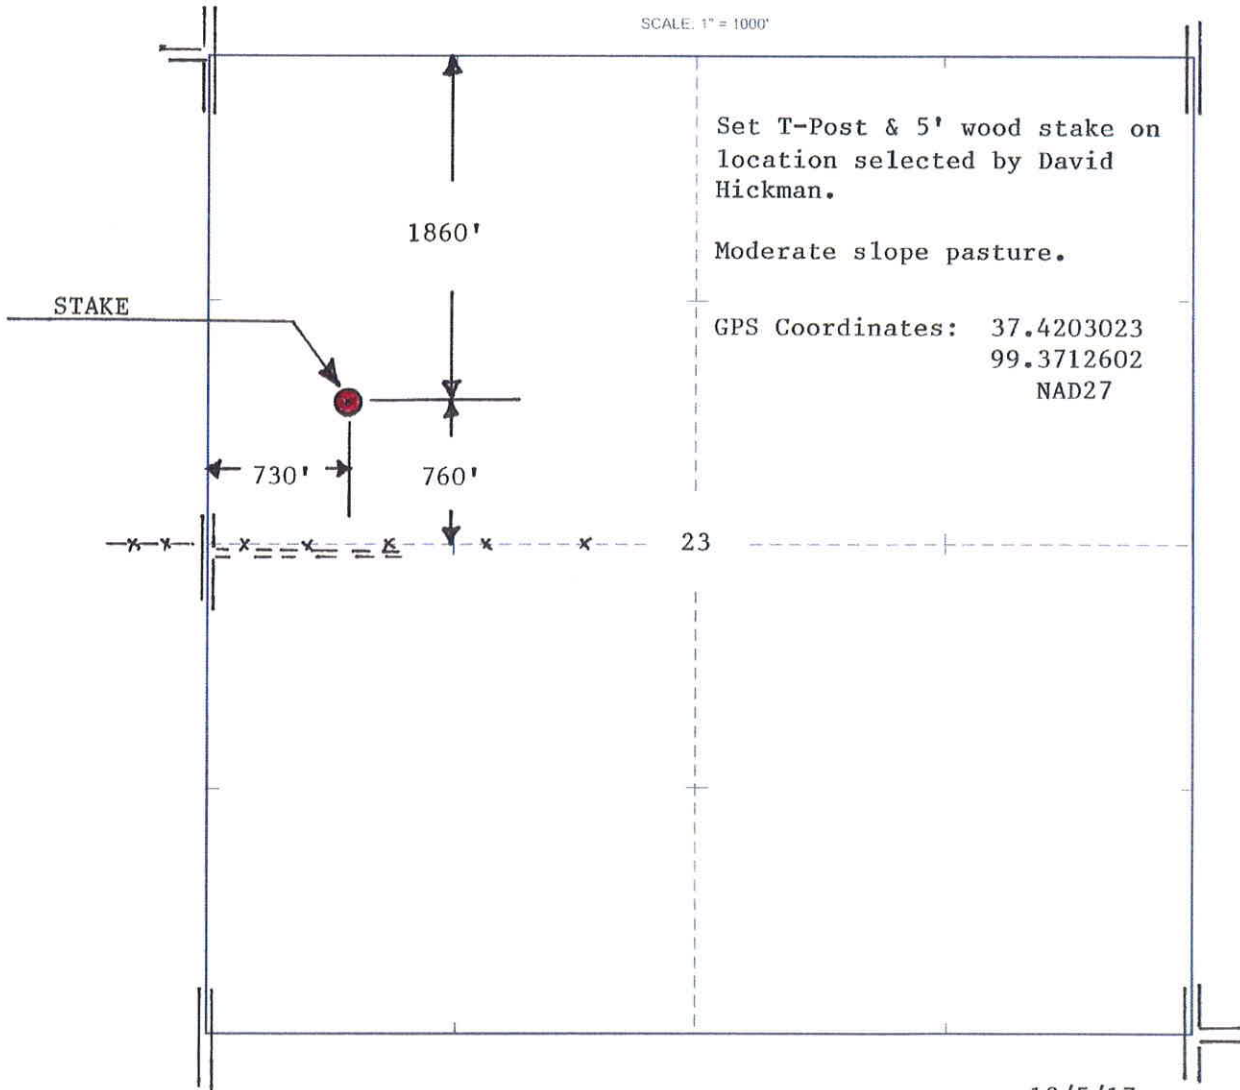 SCALE: 1" = 1000'
Set T-Post & 5' wood stake on
location selected by David
Hickman.
1860'
Moderate slope pasture.
STAKE
GPS Coordinates: 37.4203023
99.3712602
NAD27
730'
760'
23